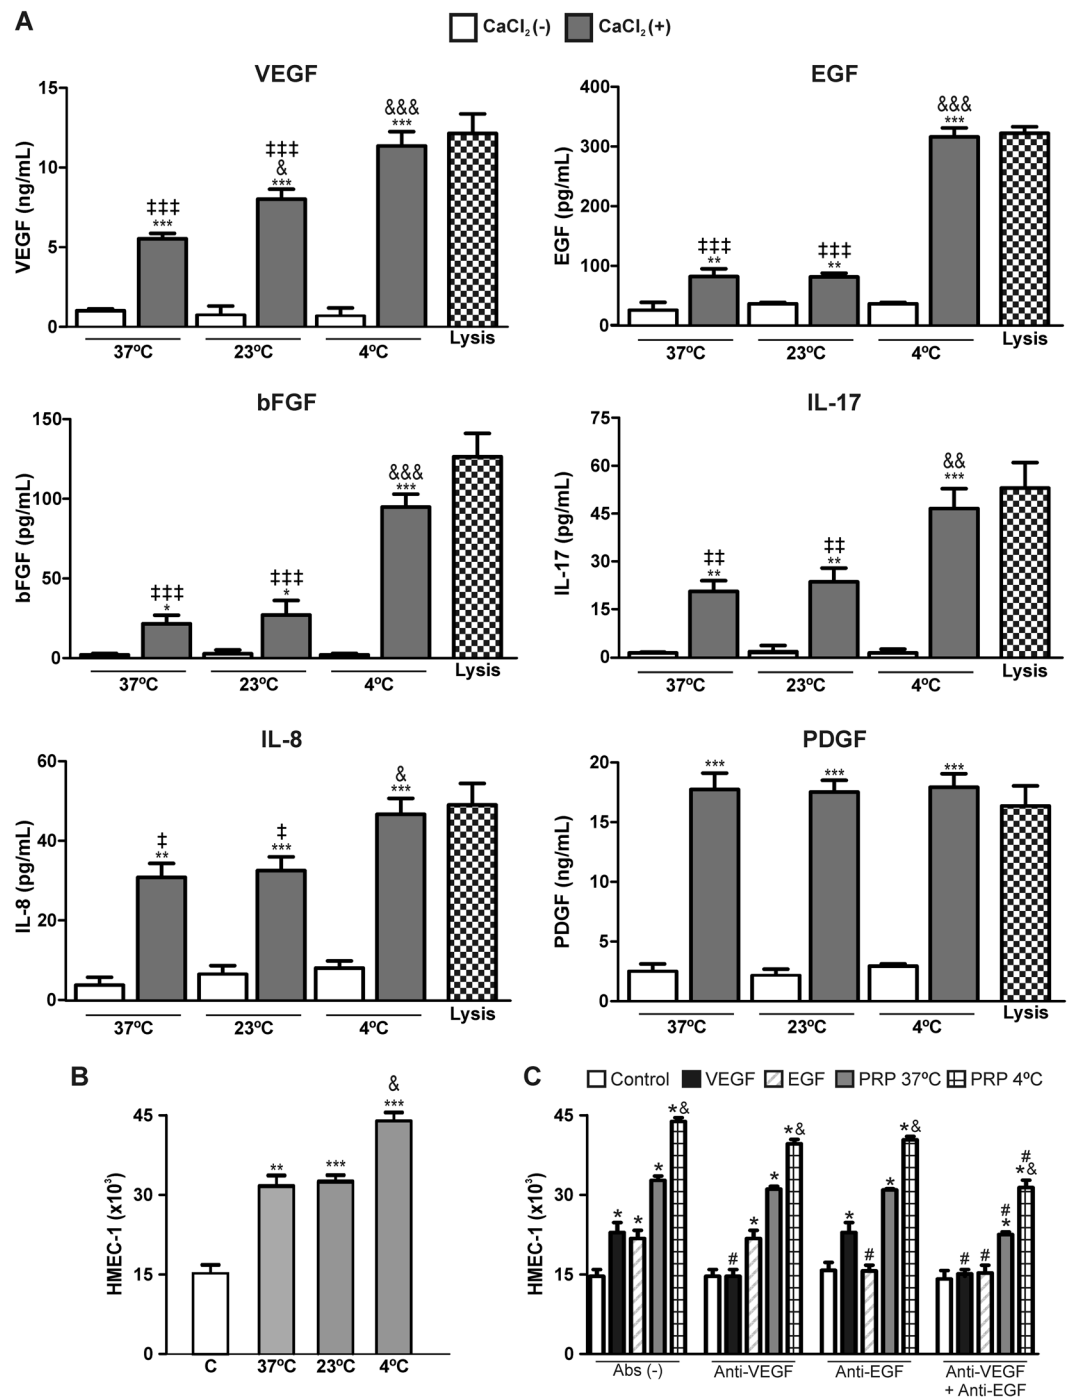 A
CaCl₂(-) CaCl₂(+)
VEGF
VEGF (ng/mL)
15
10
5
0
‡‡‡
***
‡‡‡
&
***
&&&
***
37ºC 23ºC 4ºC Lysis
EGF
EGF (pg/mL)
400
300
200
100
0
‡‡‡
**
‡‡‡
**
&&&
***
37ºC 23ºC 4ºC Lysis
bFGF
bFGF (pg/mL)
150
100
50
0
‡‡‡
*
‡‡‡
*
&&&
***
37ºC 23ºC 4ºC Lysis
IL-17
IL-17 (pg/mL)
75
60
45
30
15
0
‡‡
**
‡‡
**
&&
***
37ºC 23ºC 4ºC Lysis
IL-8
IL-8 (pg/mL)
60
40
20
0
‡
**
‡
***
&
***
37ºC 23ºC 4ºC Lysis
PDGF
PDGF (ng/mL)
20
15
10
5
0
***
***
***
37ºC 23ºC 4ºC Lysis
B
HMEC-1 (x10³)
45
30
15
0
**
***
&
***
C 37ºC 23ºC 4ºC
C
Control VEGF EGF PRP 37ºC PRP 4ºC
HMEC-1 (x10³)
45
30
15
0
* * * *&
# * * *&
* # * *&
# #
#
*
#
*&
Abs (-) Anti-VEGF Anti-EGF Anti-VEGF
+ Anti-EGF